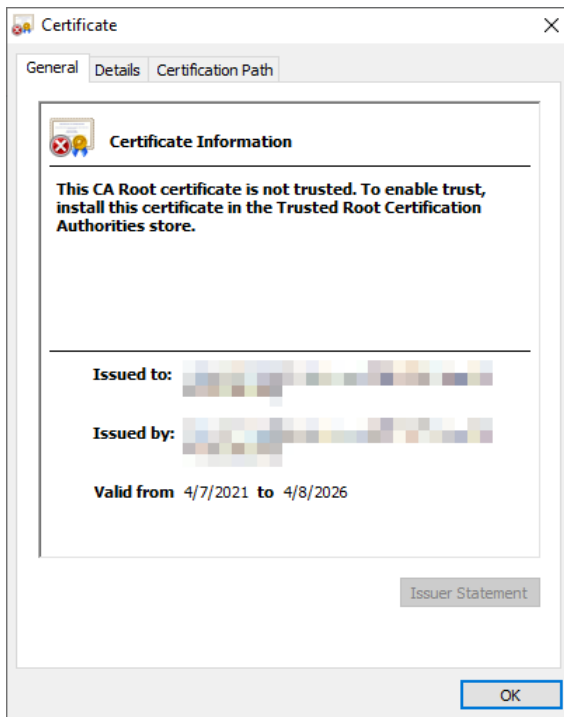 Certificate
General Details Certification Path
Certificate Information
This CA Root certificate is not trusted. To enable trust,
install this certificate in the Trusted Root Certification
Authorities store.
Issued to:
Issued by:
Valid from 4/7/2021 to 4/8/2026
Issuer Statement
OK